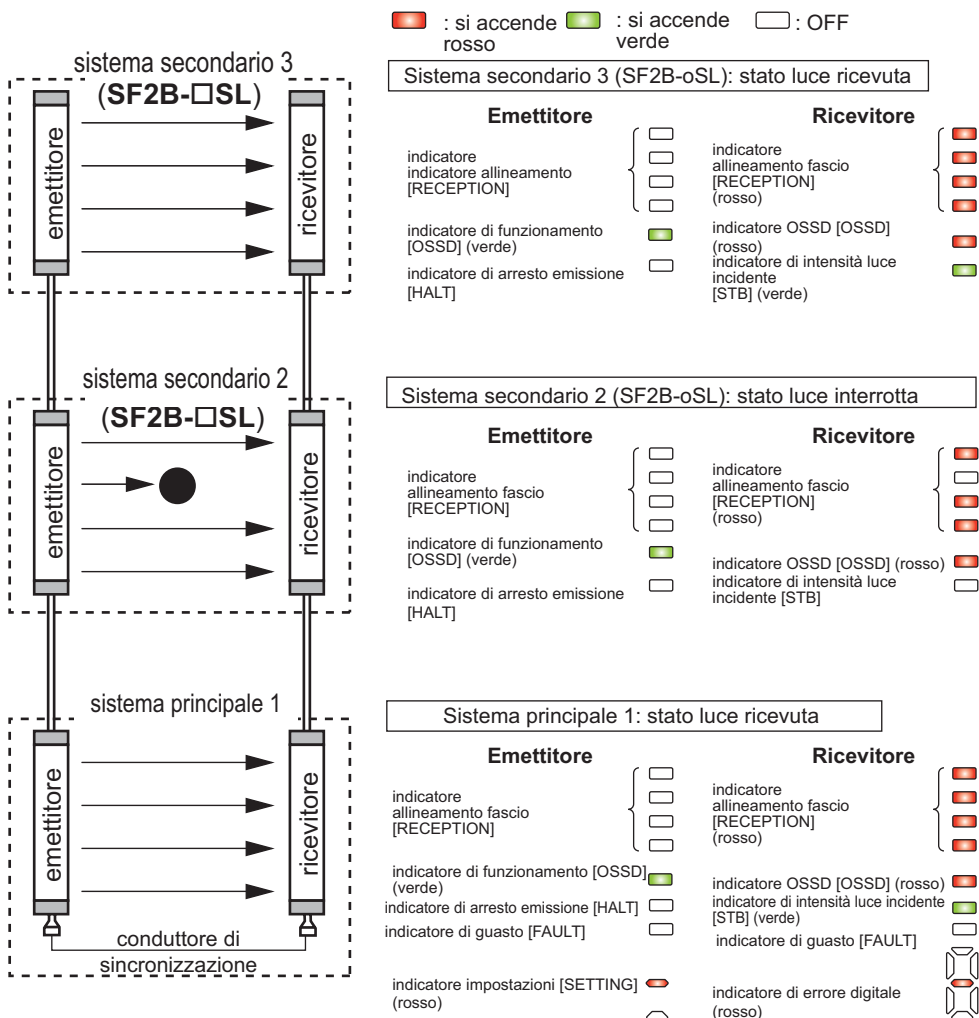 : si accende
rosso
: si accende
verde
: OFF
sistema secondario 3
(SF2B-□SL)
emettitore
ricevitore
Sistema secondario 3 (SF2B-oSL): stato luce ricevuta
Emettitore
Ricevitore
indicatore
indicatore allineamento
[RECEPTION]
indicatore di funzionamento
[OSSD] (verde)
indicatore di arresto emissione
[HALT]
indicatore
allineamento fascio
[RECEPTION]
(rosso)
indicatore OSSD [OSSD]
(rosso)
indicatore di intensità luce
incidente
[STB] (verde)
sistema secondario 2
(SF2B-□SL)
emettitore
ricevitore
Sistema secondario 2 (SF2B-oSL): stato luce interrotta
Emettitore
Ricevitore
indicatore
allineamento fascio
[RECEPTION]
indicatore di funzionamento
[OSSD] (verde)
indicatore di arresto emissione
[HALT]
indicatore
allineamento fascio
[RECEPTION]
(rosso)
indicatore OSSD [OSSD] (rosso)
indicatore di intensità luce
incidente [STB]
sistema principale 1
emettitore
ricevitore
conduttore di
sincronizzazione
Sistema principale 1: stato luce ricevuta
Emettitore
Ricevitore
indicatore
allineamento fascio
[RECEPTION]
indicatore di funzionamento [OSSD]
(verde)
indicatore di arresto emissione [HALT]
indicatore di guasto [FAULT]
indicatore impostazioni [SETTING]
(rosso)
indicatore
allineamento fascio
[RECEPTION]
(rosso)
indicatore OSSD [OSSD] (rosso)
indicatore di intensità luce incidente
[STB] (verde)
indicatore di guasto [FAULT]
indicatore di errore digitale
(rosso)